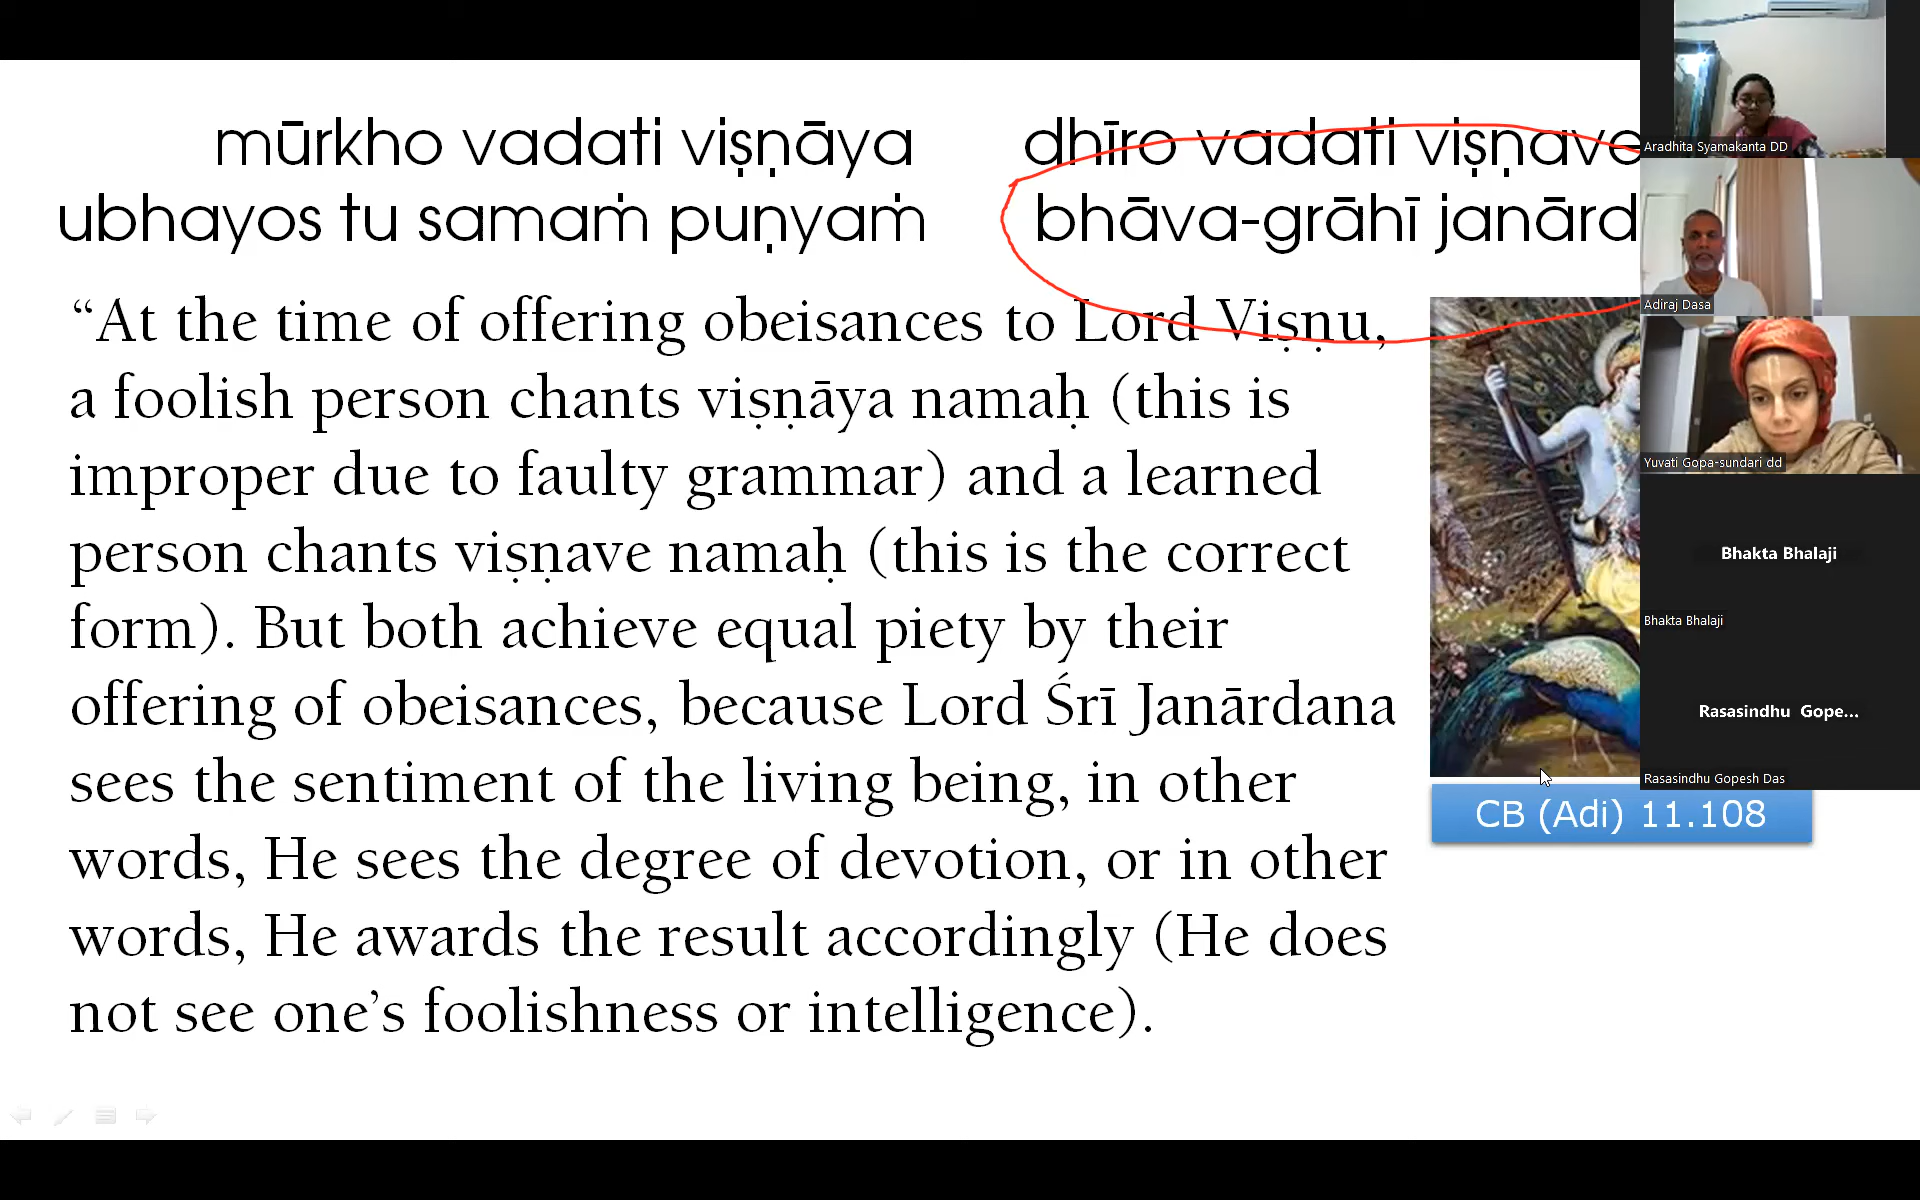 mūrkho vadati viṣṇāya dhīro vadati viṣṇave
ubhayos tu samaṁ puṇyaṁ bhāva-grāhī janārd
“At the time of offering obeisances to Lord Viṣṇu,
a foolish person chants viṣṇāya namaḥ (this is
improper due to faulty grammar) and a learned
person chants viṣṇave namaḥ (this is the correct
form). But both achieve equal piety by their
offering of obeisances, because Lord Śrī Janārdana
sees the sentiment of the living being, in other
words, He sees the degree of devotion, or in other
words, He awards the result accordingly (He does
not see one’s foolishness or intelligence).
CB (Adi) 11.108
Aradhita Syamakanta DD
Adiraj Dasa
Yuvati Gopa-sundari dd
Bhakta Bhalaji
Bhakta Bhalaji
Rasasindhu Gope...
Rasasindhu Gopesh Das